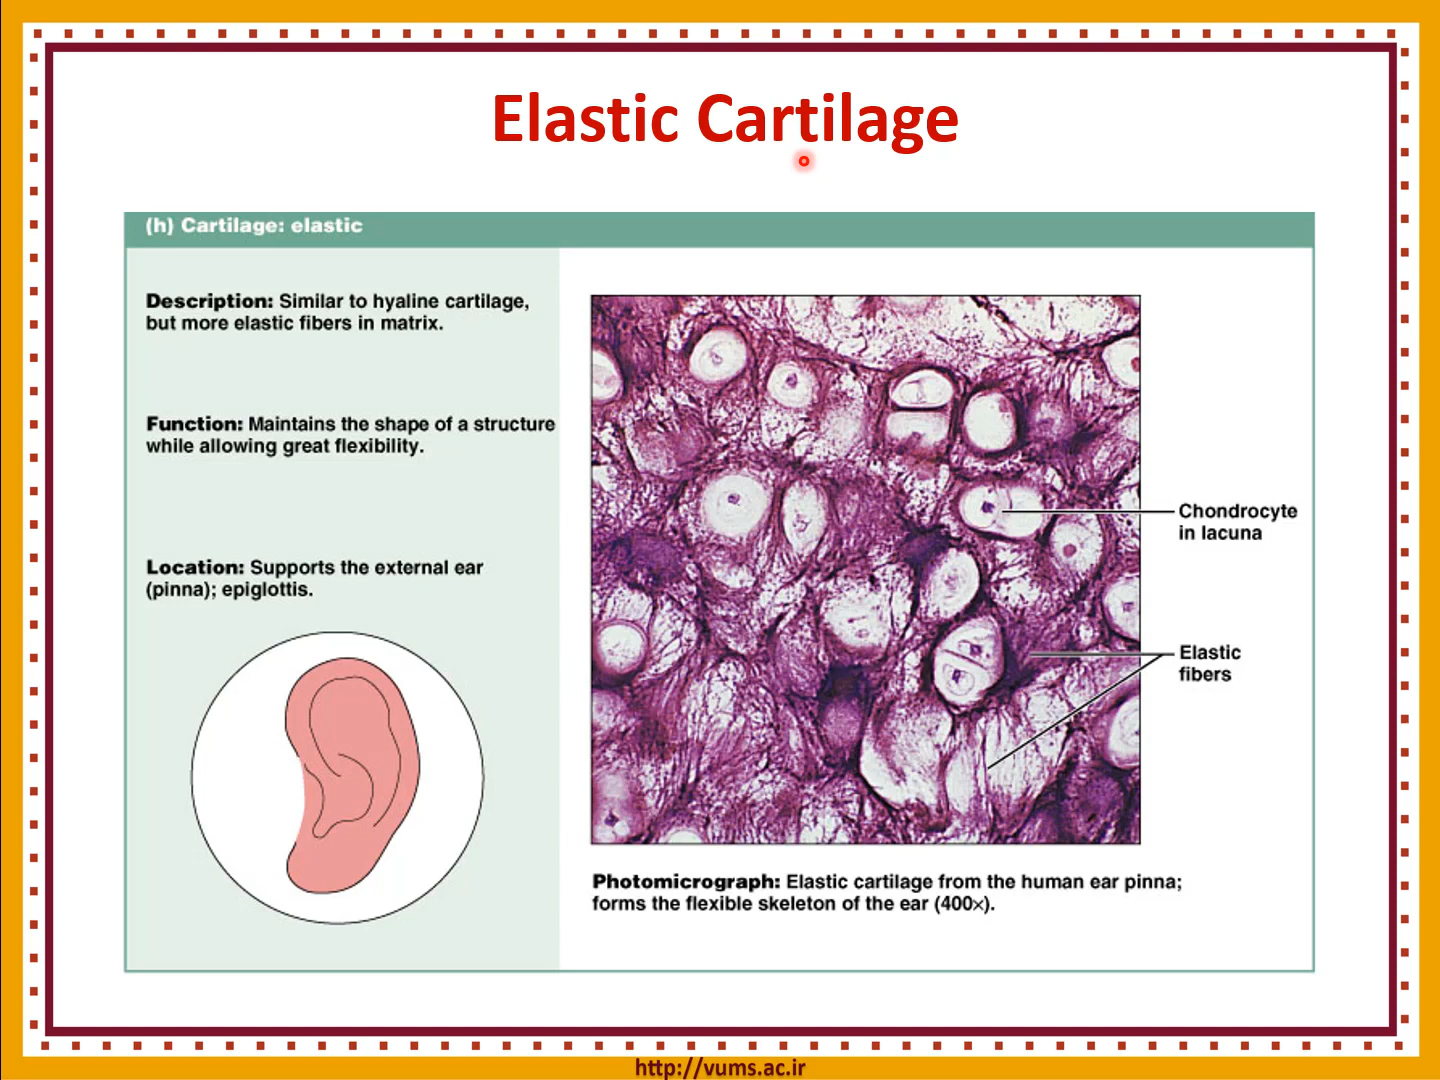 Elastic Cartilage
(h) Cartilage: elastic
Description: Similar to hyaline cartilage,
but more elastic fibers in matrix.
Function: Maintains the shape of a structure
while allowing great flexibility.
Location: Supports the external ear
(pinna); epiglottis.
Chondrocyte
in lacuna
Elastic
fibers
Photomicrograph: Elastic cartilage from the human ear pinna;
forms the flexible skeleton of the ear (400×).
http://vums.ac.ir